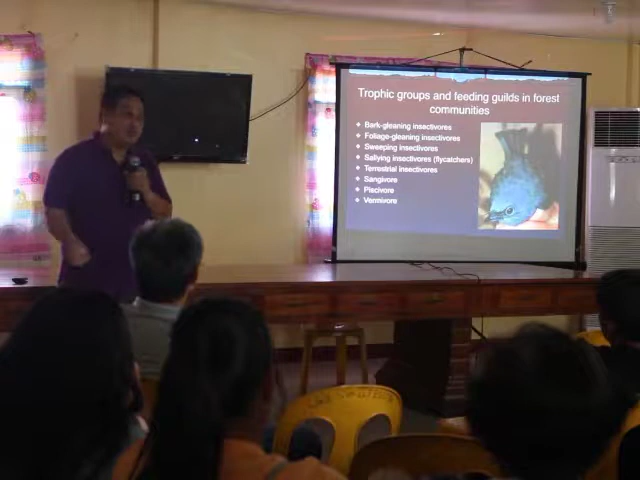 Trophic groups and feeding guilds in forest
communities
❖ Bark-gleaning insectivores
❖ Foliage-gleaning insectivores
❖ Sweeping insectivores
❖ Sallying insectivores (flycatchers)
❖ Terrestrial insectivores
❖ Sangivore
❖ Piscivore
❖ Vermivore